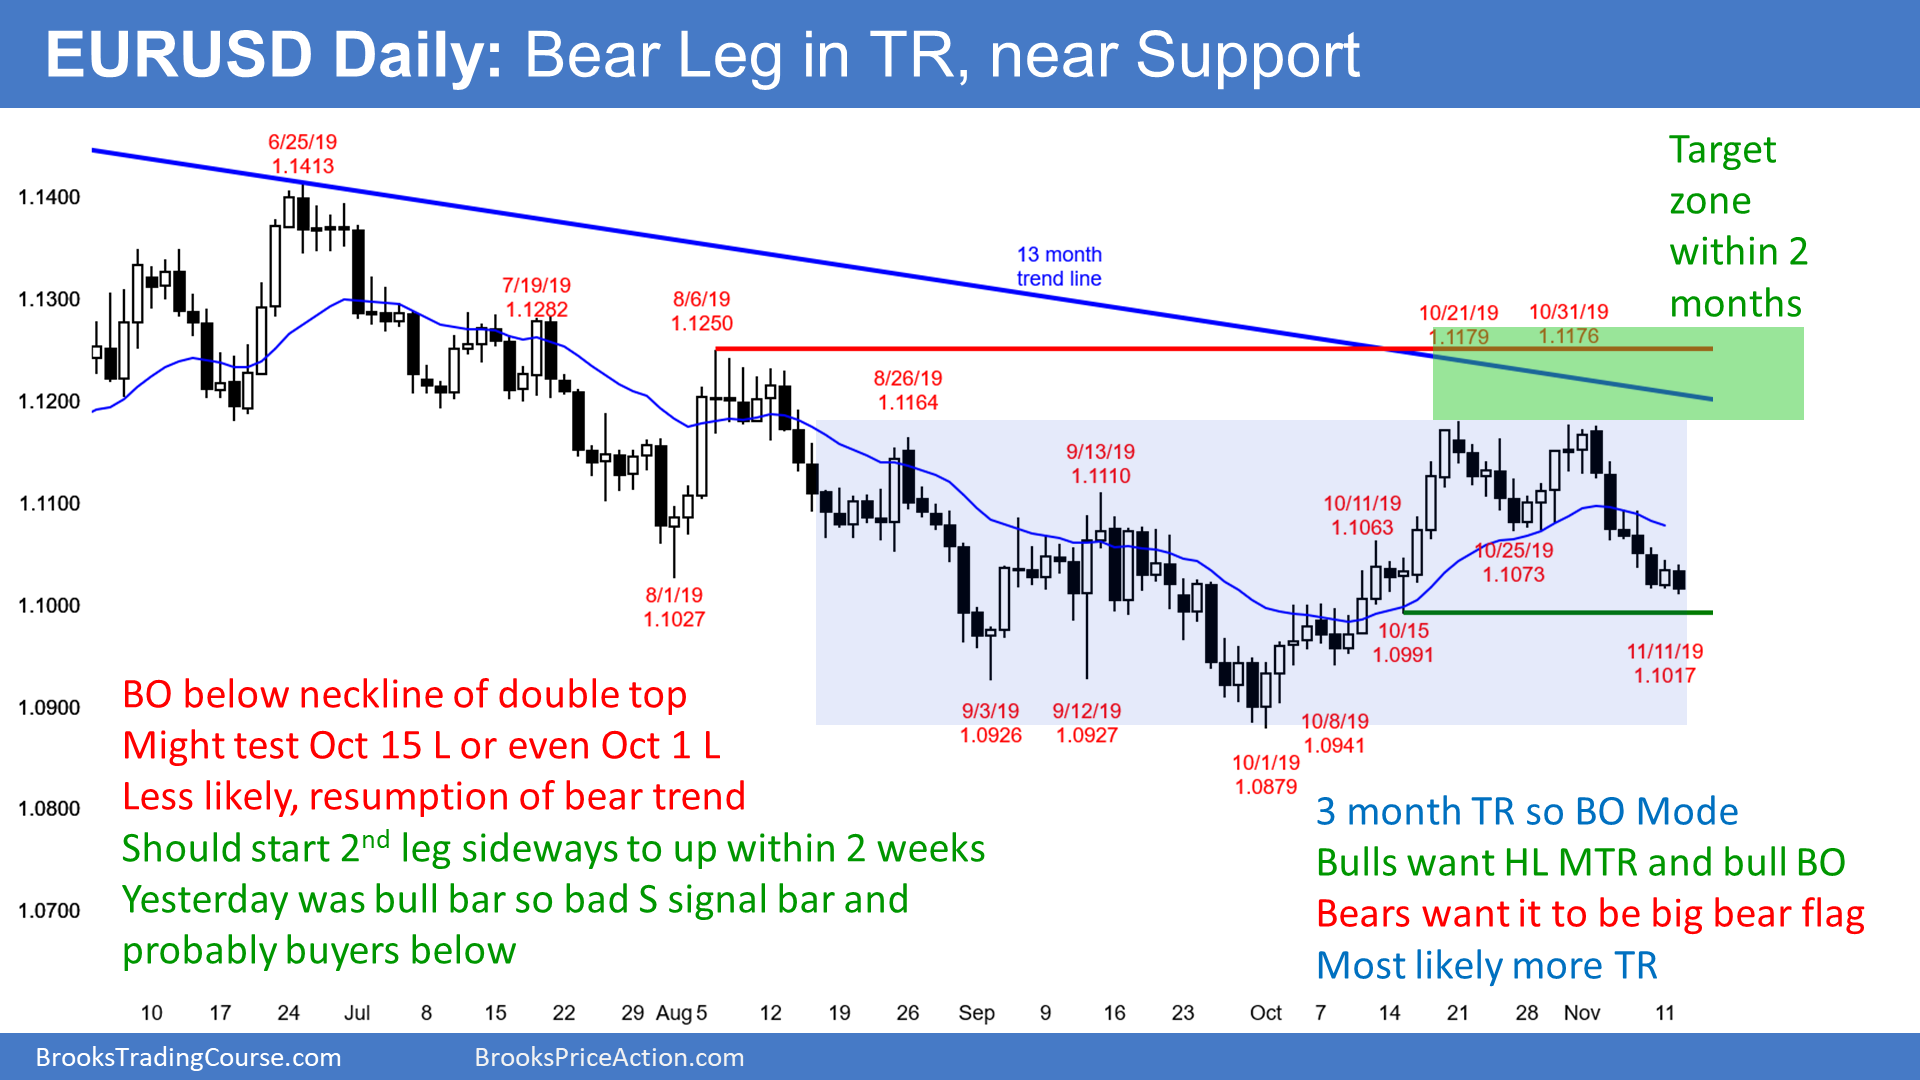 EURUSD Daily: Bear Leg in TR, near Support
Target
zone
within 2
months
6/25/19
1.1413
13 month
trend line
7/19/19
1.1282
8/6/19
1.1250
10/21/19
1.1179
10/31/19
1.1176
8/26/19
1.1164
9/13/19
1.1110
10/11/19
1.1063
10/25/19
1.1073
8/1/19
1.1027
10/15
1.0991
11/11/19
1.1017
9/3/19
1.0926
9/12/19
1.0927
10/8/19
1.0941
10/1/19
1.0879
1.1400
1.1300
1.1200
1.1100
1.1000
1.0900
1.0800
1.0700
BO below neckline of double top
Might test Oct 15 L or even Oct 1 L
Less likely, resumption of bear trend
Should start 2nd leg sideways to up within 2 weeks
Yesterday was bull bar so bad S signal bar and
probably buyers below
3 month TR so BO Mode
Bulls want HL MTR and bull BO
Bears want it to be big bear flag
Most likely more TR
10 17 24 Jul 8 15 22 29 Aug 5 12 19 26 Sep 9 16 23 Oct 7 14 21 28 Nov 11
BrooksTradingCourse.com BrooksPriceAction.com